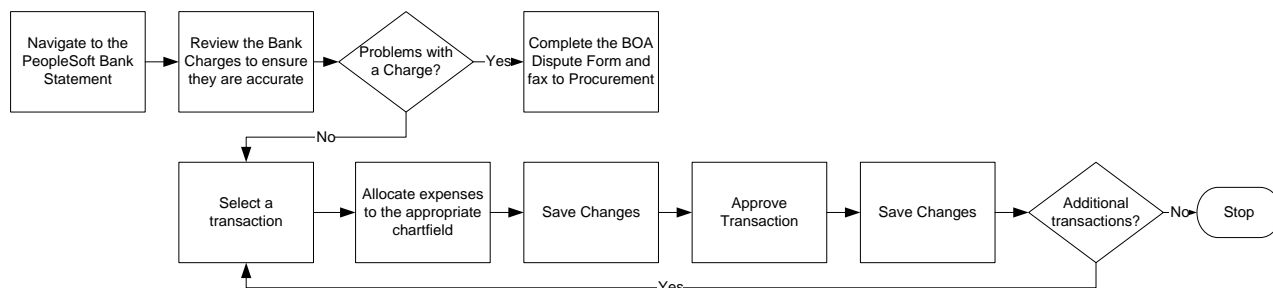 Navigate to the
PeopleSoft Bank
Statement
Review the Bank
Charges to ensure
they are accurate
Problems with
a Charge?
Yes
Complete the BOA
Dispute Form and
fax to Procurement
No
Select a
transaction
Allocate expenses
to the appropriate
chartfield
Save Changes
Approve
Transaction
Save Changes
Additional
transactions?
No
Stop
Yes